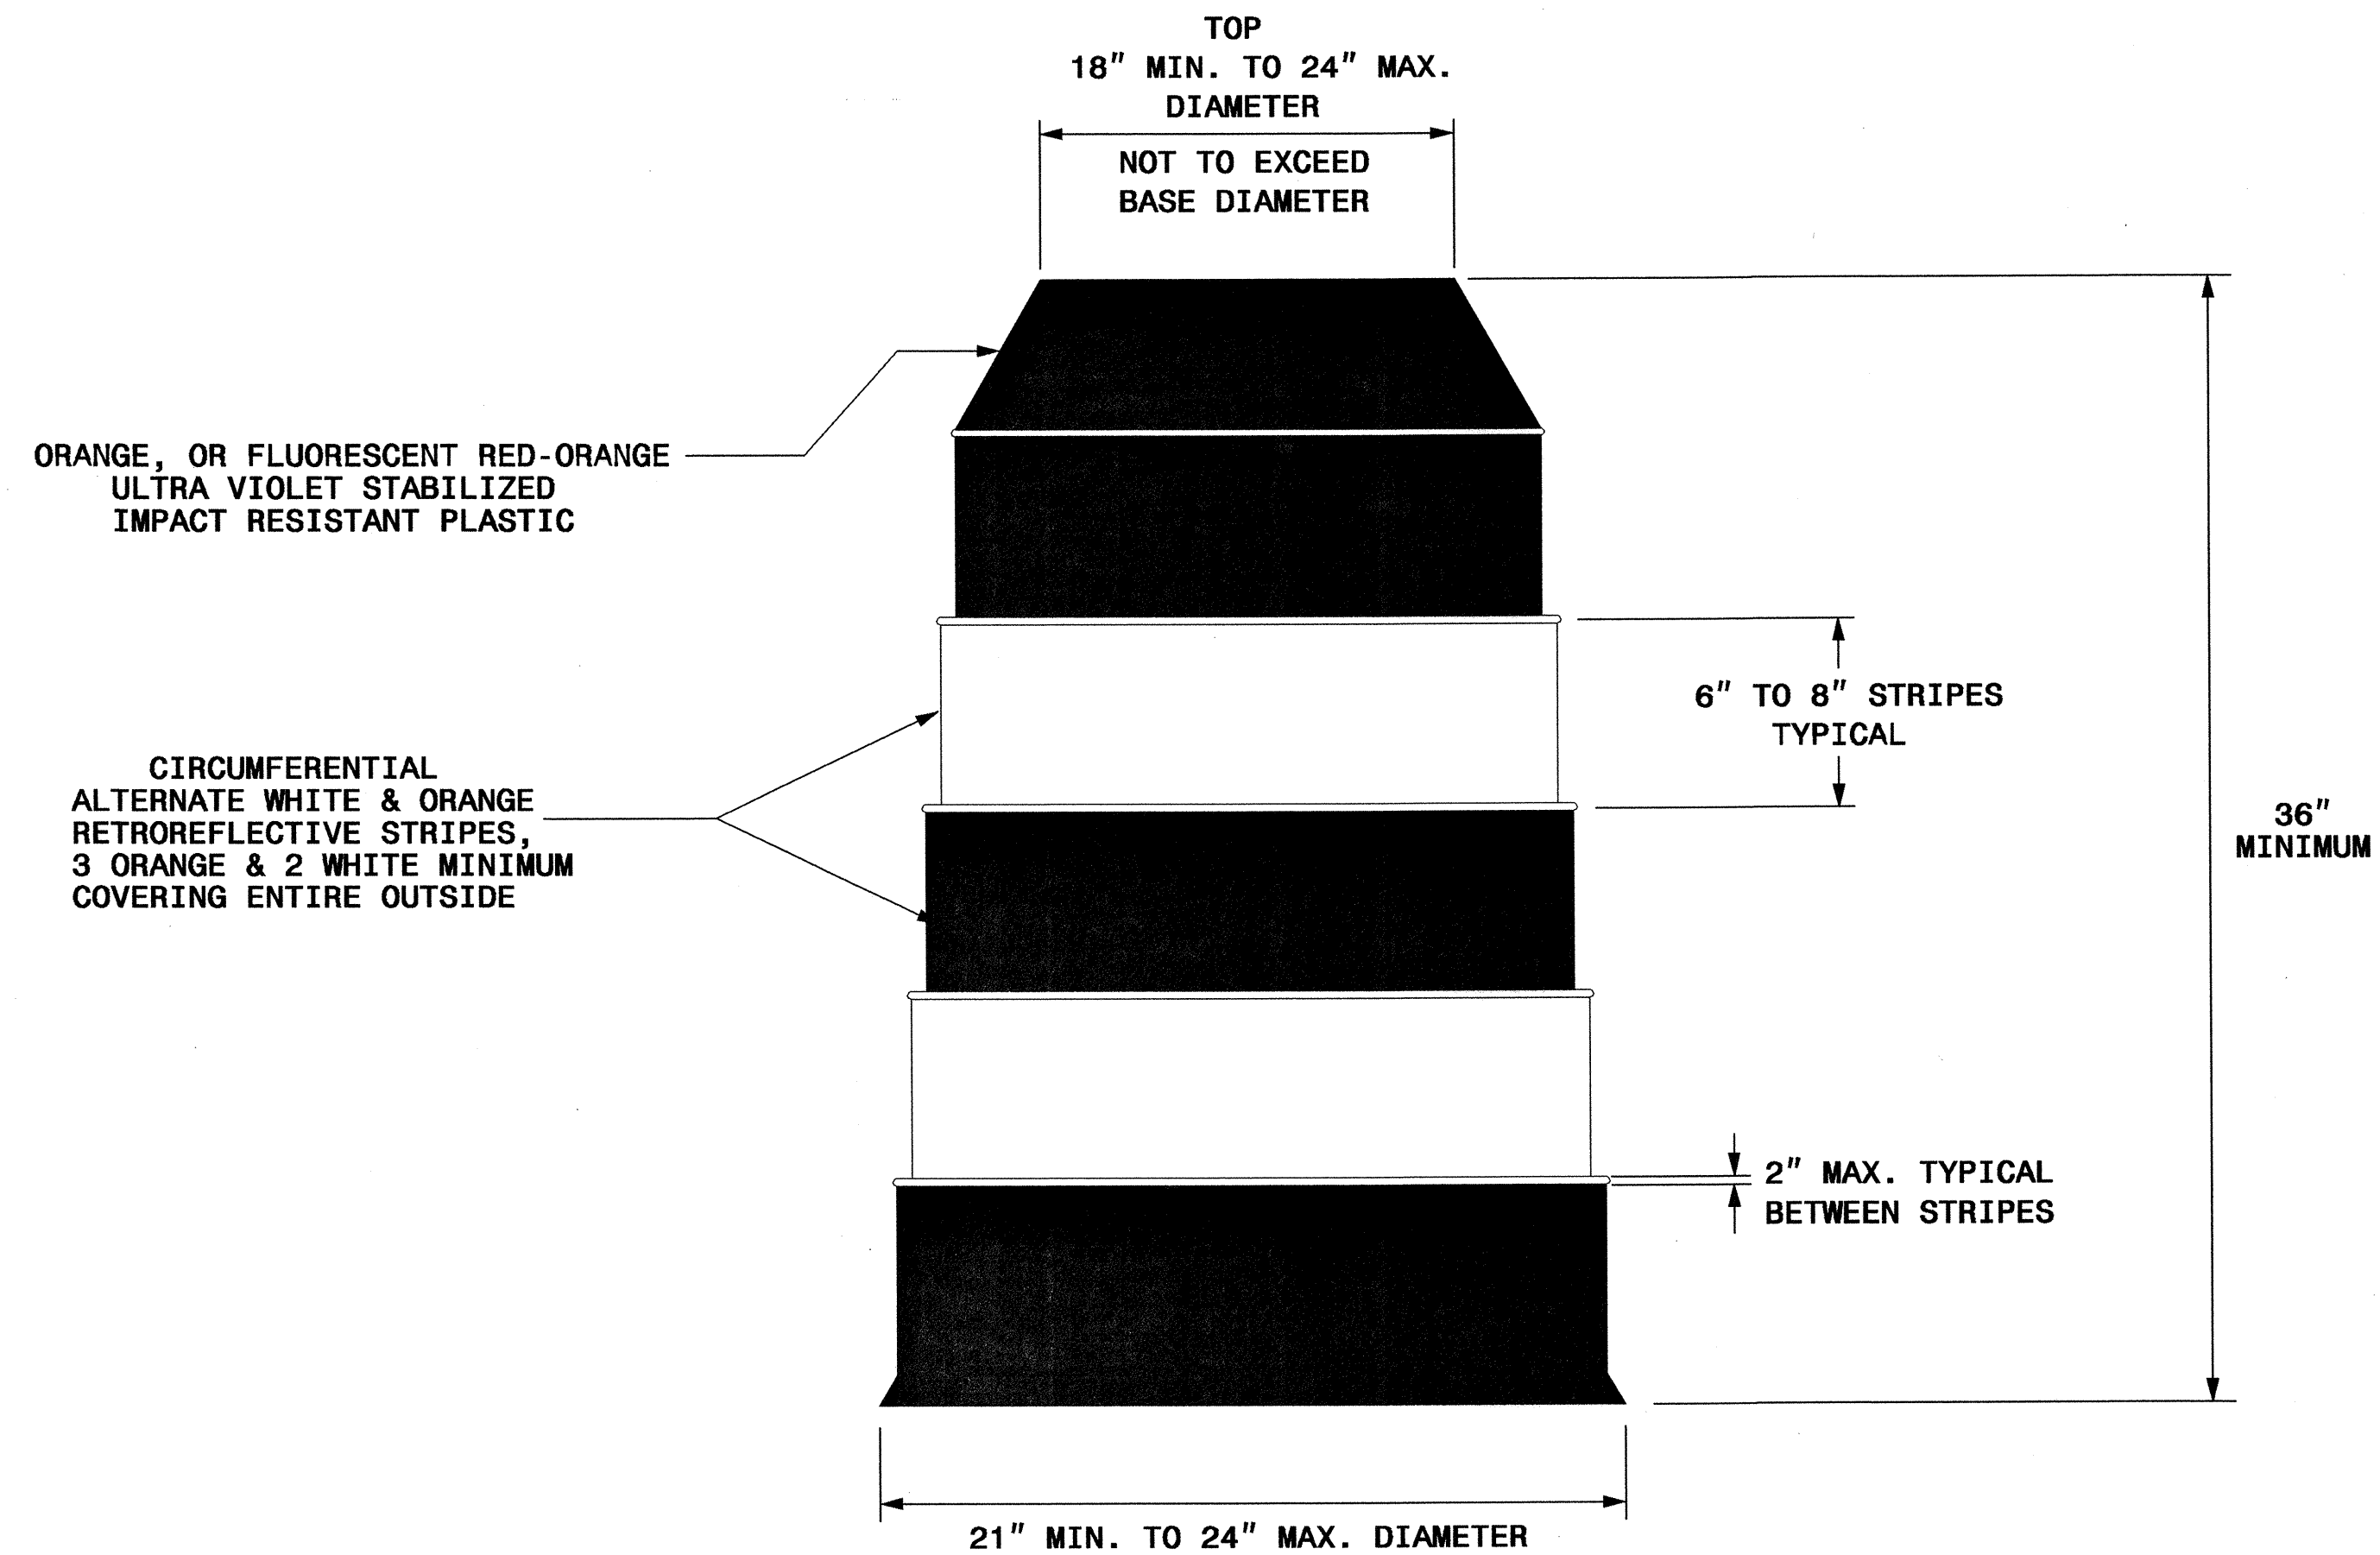 TOP
18" MIN. TO 24" MAX.
DIAMETER
NOT TO EXCEED
BASE DIAMETER
ORANGE, OR FLUORESCENT RED-ORANGE
ULTRA VIOLET STABILIZED
IMPACT RESISTANT PLASTIC
6" TO 8" STRIPES
TYPICAL
CIRCUMFERENTIAL
ALTERNATE WHITE & ORANGE
RETROREFLECTIVE STRIPES,
3 ORANGE & 2 WHITE MINIMUM
COVERING ENTIRE OUTSIDE
36"
MINIMUM
2" MAX. TYPICAL
BETWEEN STRIPES
21" MIN. TO 24" MAX. DIAMETER